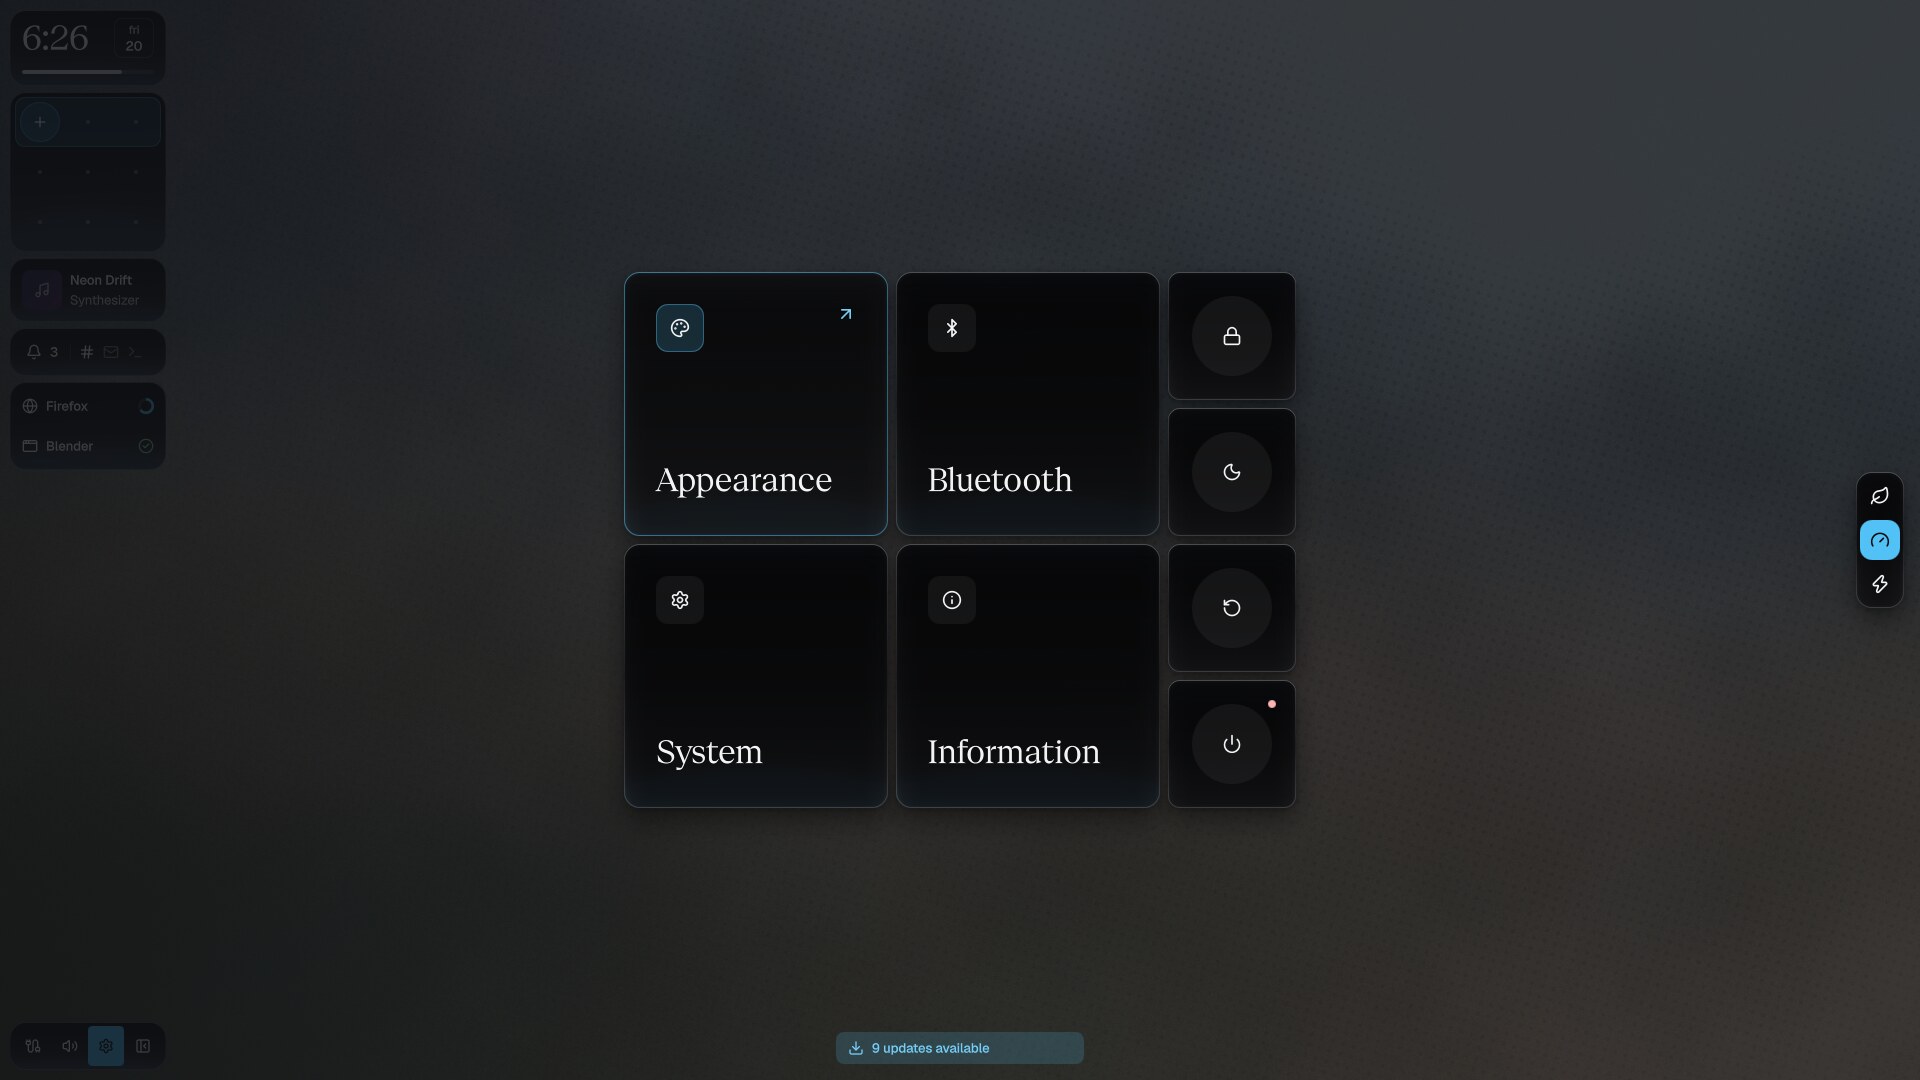 6:26
fri
20
Neon Drift
Synthesizer
3
Firefox
Blender
Appearance
Bluetooth
System
Information
9 updates available